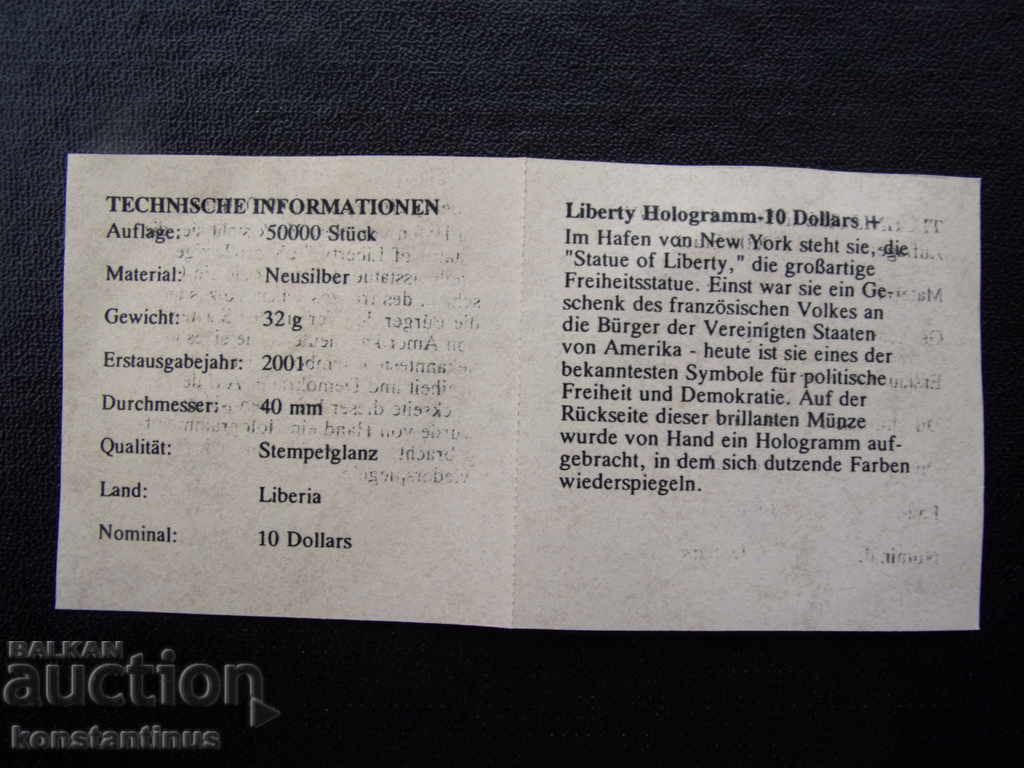 TECHNISCHE INFORMATIONEN
Auflage: 50000 Stück
Material: Neusilber
Gewicht: 32 g
Erstausgabejahr: 2001
Durchmesser: 40 mm
Qualität: Stempelglanz
Land: Liberia
Nominal: 10 Dollars
Liberty Hologramm-10 Dollars
Im Hafen von New York steht sie, die
"Statue of Liberty," die großartige
Freiheitsstatue. Einst war sie ein Ge-
schenk des französischen Volkes an
die Bürger der Vereinigten Staaten
von Amerika - heute ist sie eines der
bekanntesten Symbole für politische
Freiheit und Demokratie. Auf der
Rückseite dieser brillanten Münze
wurde von Hand ein Hologramm auf-
gebracht, in dem sich dutzende Farben
wiederspiegeln.
BALKAN
auction
konstantinus